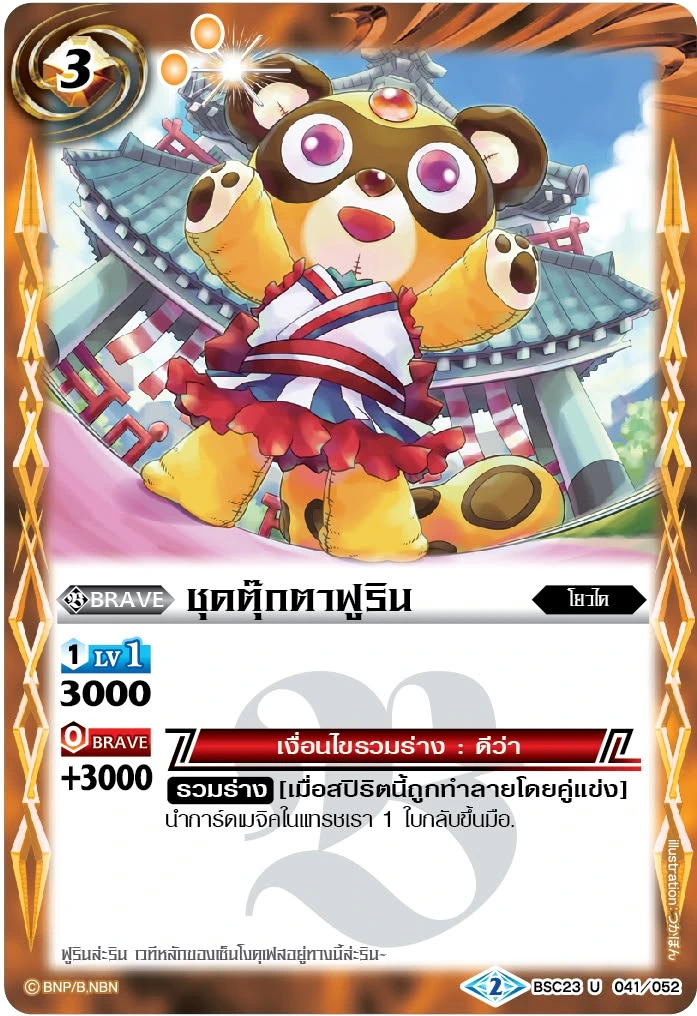 3
BRAVE ชุดตุ๊กตาฟูริน โยวไค
1 LV1
3000
0 BRAVE
+3000
เงื่อนไขรวมร่าง : ดีว่า
รวมร่าง [เมื่อสปิริตนี้ถูกทำลายโดยคู่แข่ง]
นำการ์ดเมจิคในแทรชเรา 1 ใบกลับขึ้นมือ.
illustration : つかぽん
ฟูรินล่ะริน เวทีหลักของเซ็นโงคุเฟสอยู่ทางนี้ล่ะริน~
©BNP/B,NBN
2 BSC23 U 041/052